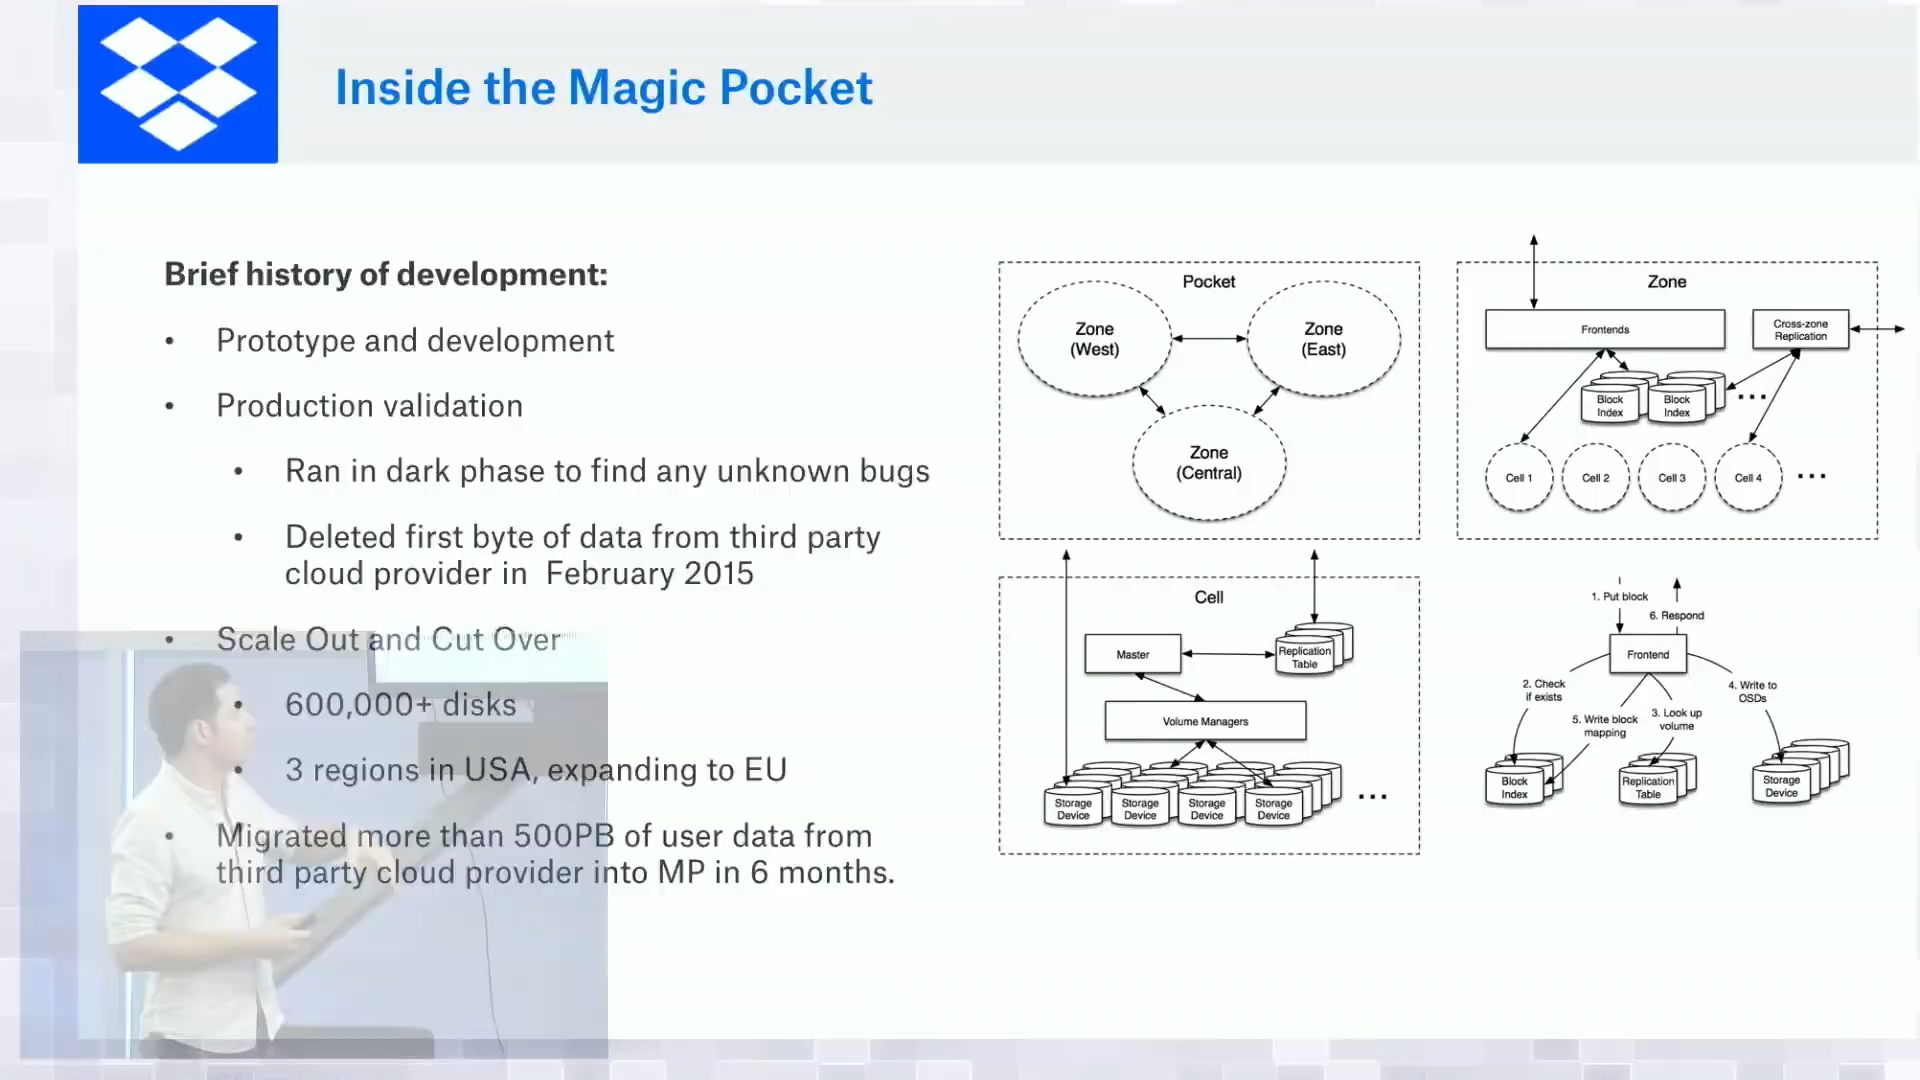 Inside the Magic Pocket
Brief history of development:
• Prototype and development
• Production validation
• Ran in dark phase to find any unknown bugs
• Deleted first byte of data from third party
cloud provider in February 2015
• Scale Out and Cut Over
• 600,000+ disks
• 3 regions in USA, expanding to EU
• Migrated more than 500PB of user data from
third party cloud provider into MP in 6 months.
Pocket
Zone
(West)
Zone
(East)
Zone
(Central)
Zone
Frontends
Cross-zone
Replication
Block
Index
Block
Index
...
Cell 1
Cell 2
Cell 3
Cell 4
...
Cell
Master
Replication
Table
Volume Managers
Storage
Device
Storage
Device
Storage
Device
Storage
Device
...
1. Put block
6. Respond
Frontend
2. Check
if exists
4. Write to
OSDs
5. Write block
mapping
3. Look up
volume
Block
Index
Replication
Table
Storage
Device